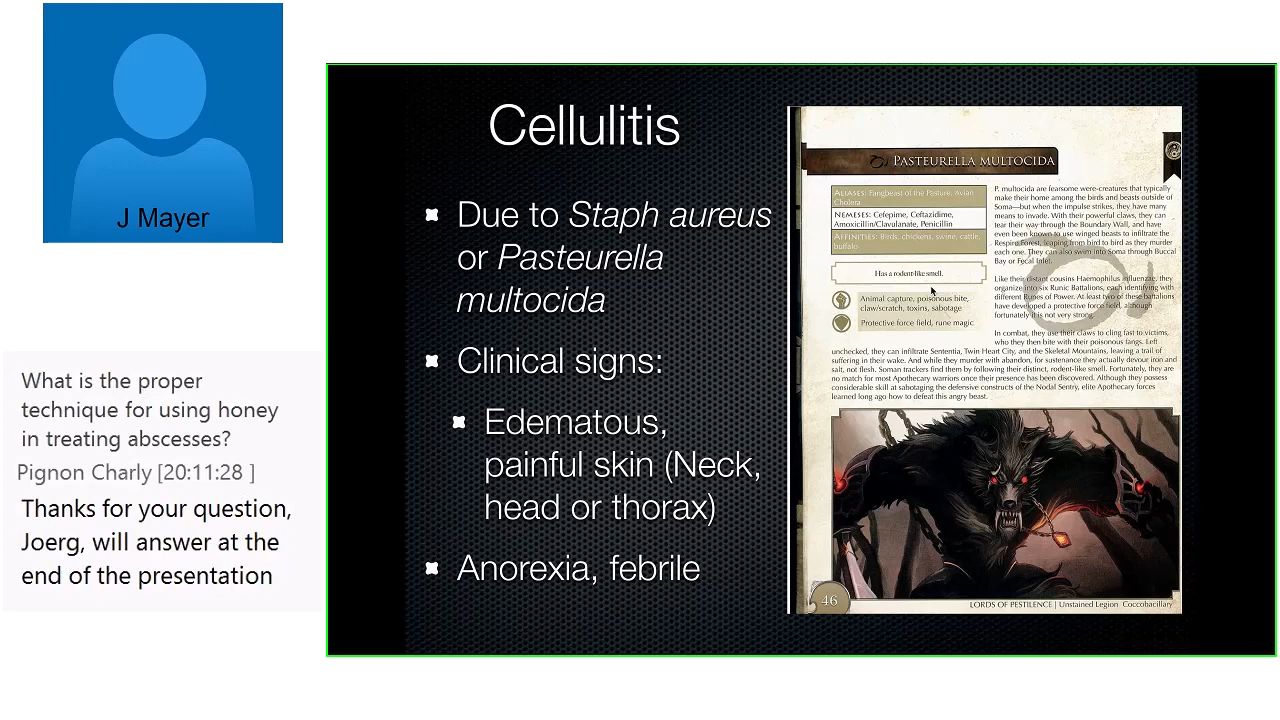 J Mayer
What is the proper
technique for using honey
in treating abscesses?
Pignon Charly [20:11:28 ]
Thanks for your question,
Joerg, will answer at the
end of the presentation
Cellulitis
Due to Staph aureus
or Pasteurella
multocida
Clinical signs:
Edematous,
painful skin (Neck,
head or thorax)
Anorexia, febrile
PASTEURELLA MULTOCIDA
ALIASES: Fangbeast of the Pasture, Avian
Cholera
NEMESES: Cefepime, Ceftazidime,
Amoxicillin/Clavulanate, Penicillin
AFFINITIES: Birds, chickens, swine, cattle,
buffalo
Has a rodent-like smell.
Animal capture, poisonous bite,
claw/scratch, toxins, sabotage
Protective force field, rune magic
P. multocida are fearsome were-creatures that typically
make their home among the birds and beasts outside of
Soma—but when the impulse strikes, they have many
means to invade. With their powerful claws, they can
tear their way through the Boundary Wall, and have
even been known to use winged beasts to infiltrate the
Respiro Forest, leaping from bird to bird as they murder
each one. They can also swim into Soma through Buccal
Bay or Fecal Inlet.
Like their distant cousins Haemophilus influenzae, they
organize into six Runic Battalions, each identifying with
different Runes of Power. At least two of these battalions
have developed a protective force field, although
fortunately it is not very strong.
In combat, they use their claws to cling fast to victims,
who they then bite with their poisonous fangs. Left
unchecked, they can infiltrate Sententia, Twin Heart City, and the Skeletal Mountains, leaving a trail of
suffering in their wake. And while they murder with abandon, for sustenance they actually devour iron and
salt, not flesh. Soman trackers find them by following their distinct, rodent-like smell. Fortunately, they are
no match for most Apothecary warriors once their presence has been discovered. Although they possess
considerable skill at sabotaging the defensive constructs of the Nodal Sentry, elite Apothecary forces
learned long ago how to defeat this angry beast.
46
LORDS OF PESTILENCE | Unstained Legion Coccobacillary